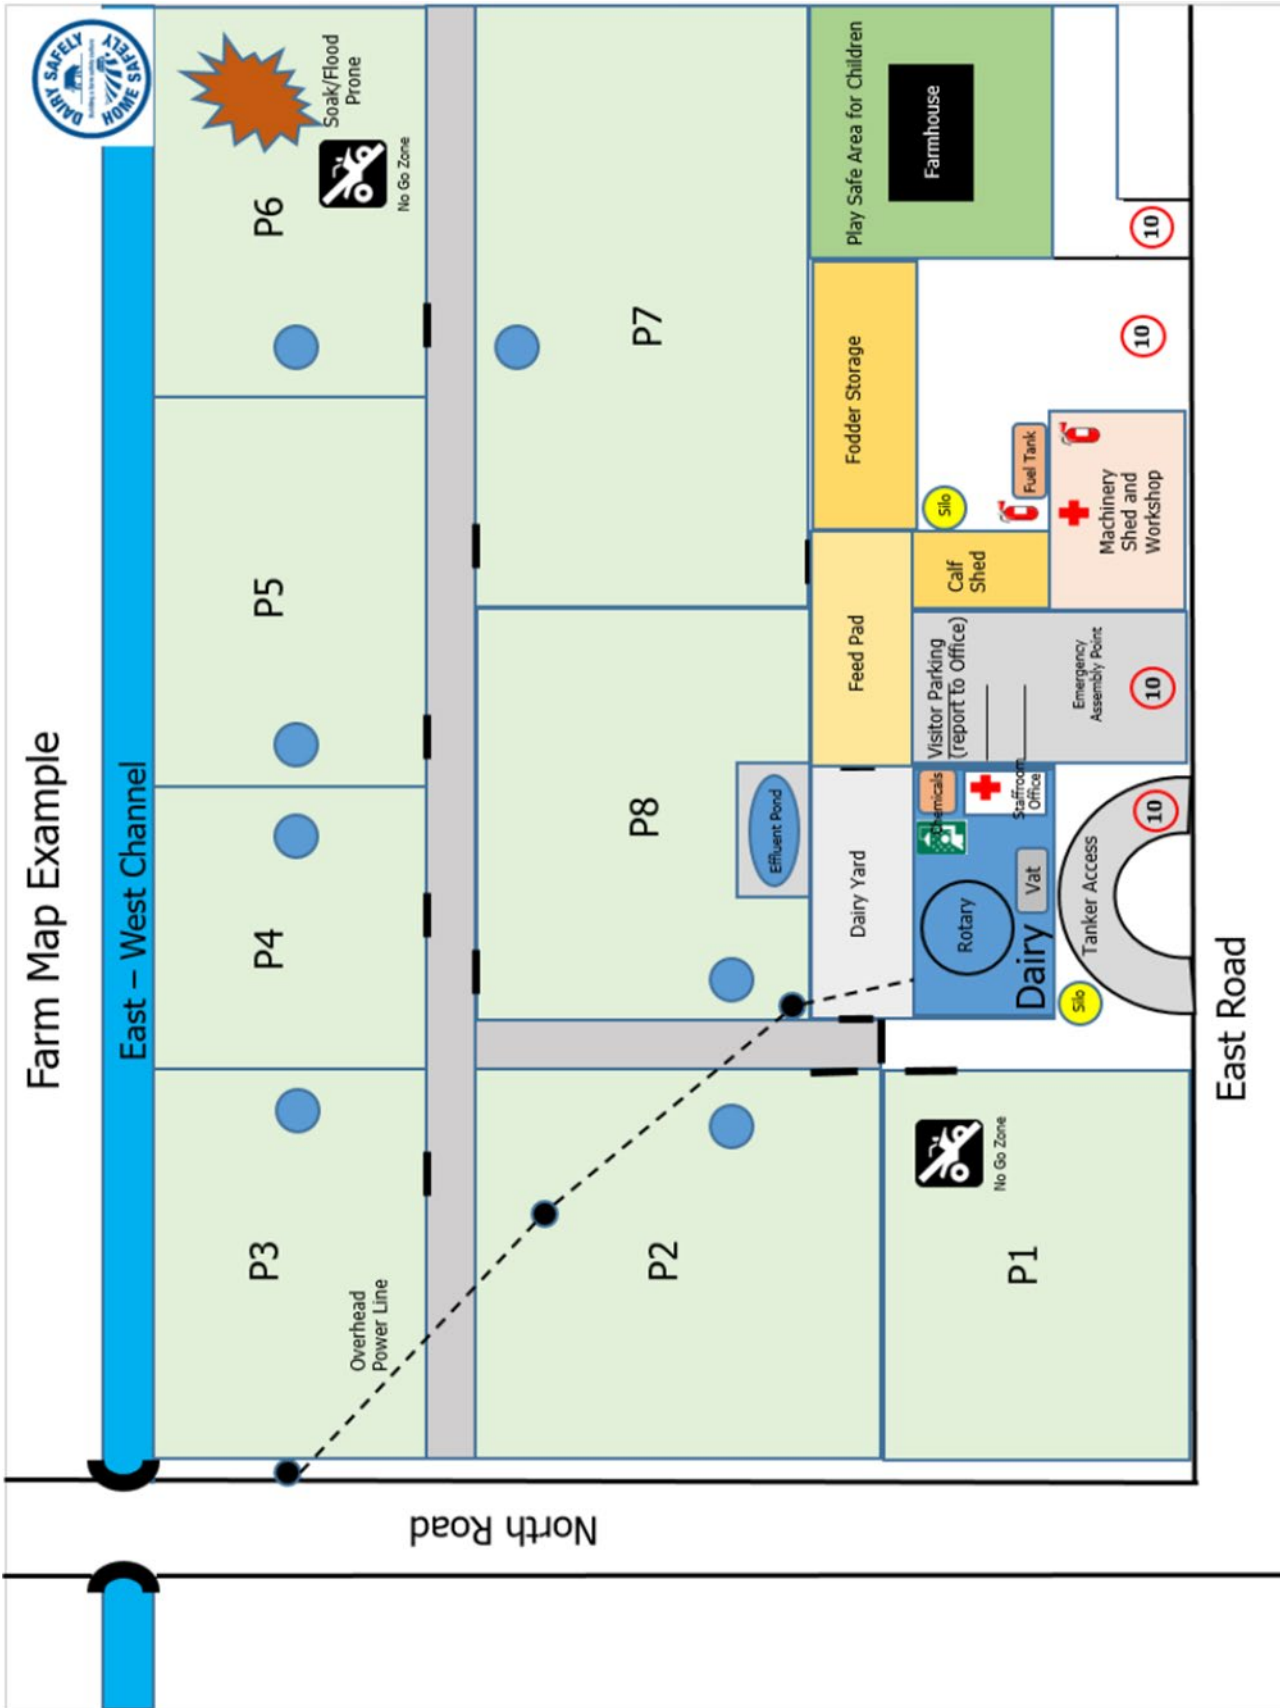 Farm Map Example
DAIRY SAFELY
HOME SAFELY
East – West Channel
P3
P4
P5
P6
Soak/Flood
Prone
No Go Zone
Overhead
Power Line
North Road
P2
P8
P7
Effluent Pond
Dairy Yard
Feed Pad
Fodder Storage
Play Safe Area for Children
Farmhouse
P1
No Go Zone
Rotary
Dairy
Vat
Chemicals
Staffroom
Office
Visitor Parking
(report to Office)
Emergency
Assembly Point
10
Calf
Shed
Silo
Fuel Tank
Machinery
Shed and
Workshop
10
10
Silo
Tanker Access
10
East Road